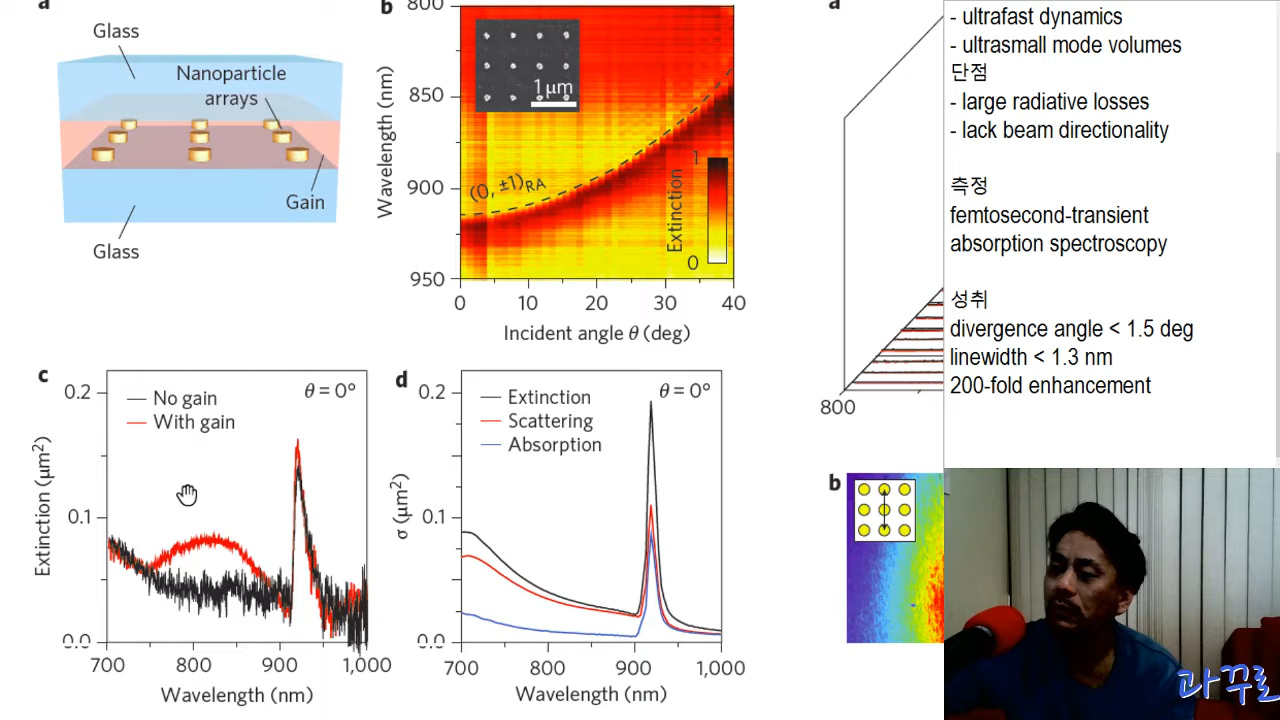 a
Glass
Nanoparticle
arrays
Gain
Glass
b
800
850
900
950
Wavelength (nm)
1 μm
(0, ±1)RA
Extinction
1
0
0
10
20
30
40
Incident angle θ (deg)
c
0.2
0.1
0.0
Extinction (μm²)
No gain
With gain
θ = 0°
700
800
900
1,000
Wavelength (nm)
d
0.2
0.1
0.0
σ (μm²)
Extinction
Scattering
Absorption
θ = 0°
700
800
900
1,000
Wavelength (nm)
a
800
b
- ultrafast dynamics
- ultrasmall mode volumes
단점
- large radiative losses
- lack beam directionality
측정
femtosecond-transient
absorption spectroscopy
성취
divergence angle < 1.5 deg
linewidth < 1.3 nm
200-fold enhancement
과꾸로